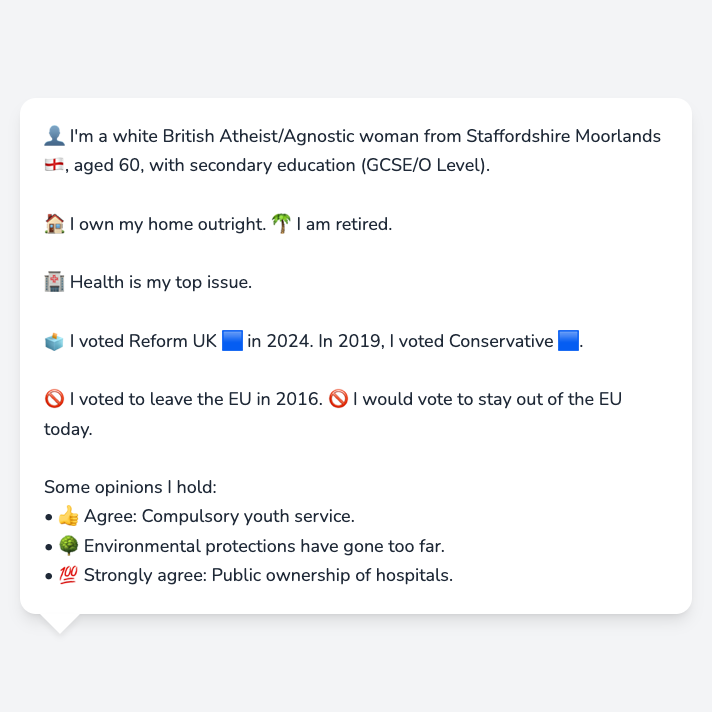 👤 I'm a white British Atheist/Agnostic woman from Staffordshire Moorlands
🏴󠁧󠁢󠁥󠁮󠁧󠁿, aged 60, with secondary education (GCSE/O Level).
🏠 I own my home outright. 🌴 I am retired.
🏥 Health is my top issue.
🗳️ I voted Reform UK 🟦 in 2024. In 2019, I voted Conservative 🟦.
🚫 I voted to leave the EU in 2016. 🚫 I would vote to stay out of the EU
today.
Some opinions I hold:
• 👍 Agree: Compulsory youth service.
• 🌳 Environmental protections have gone too far.
• 💯 Strongly agree: Public ownership of hospitals.